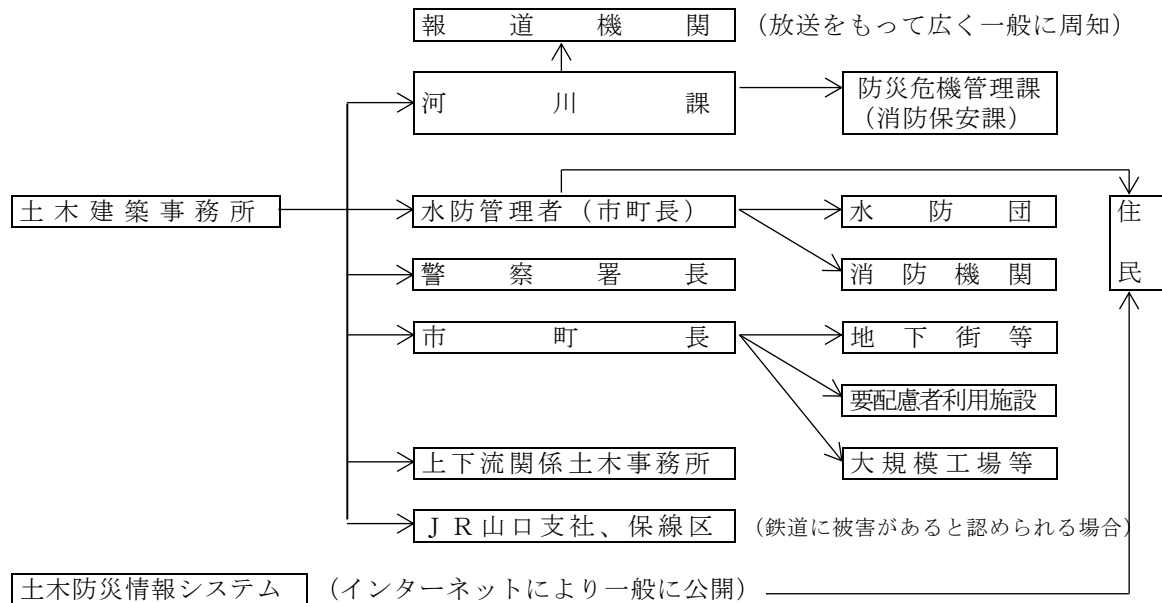 報道機関 （放送をもって広く一般に周知）
河川課
防災危機管理課
（消防保安課）
土木建築事務所
水防管理者（市町長）
水防団
住民
警察署長
消防機関
市町長
地下街等
要配慮者利用施設
上下流関係土木事務所
大規模工場等
ＪＲ山口支社、保線区 （鉄道に被害があると認められる場合）
土木防災情報システム （インターネットにより一般に公開）